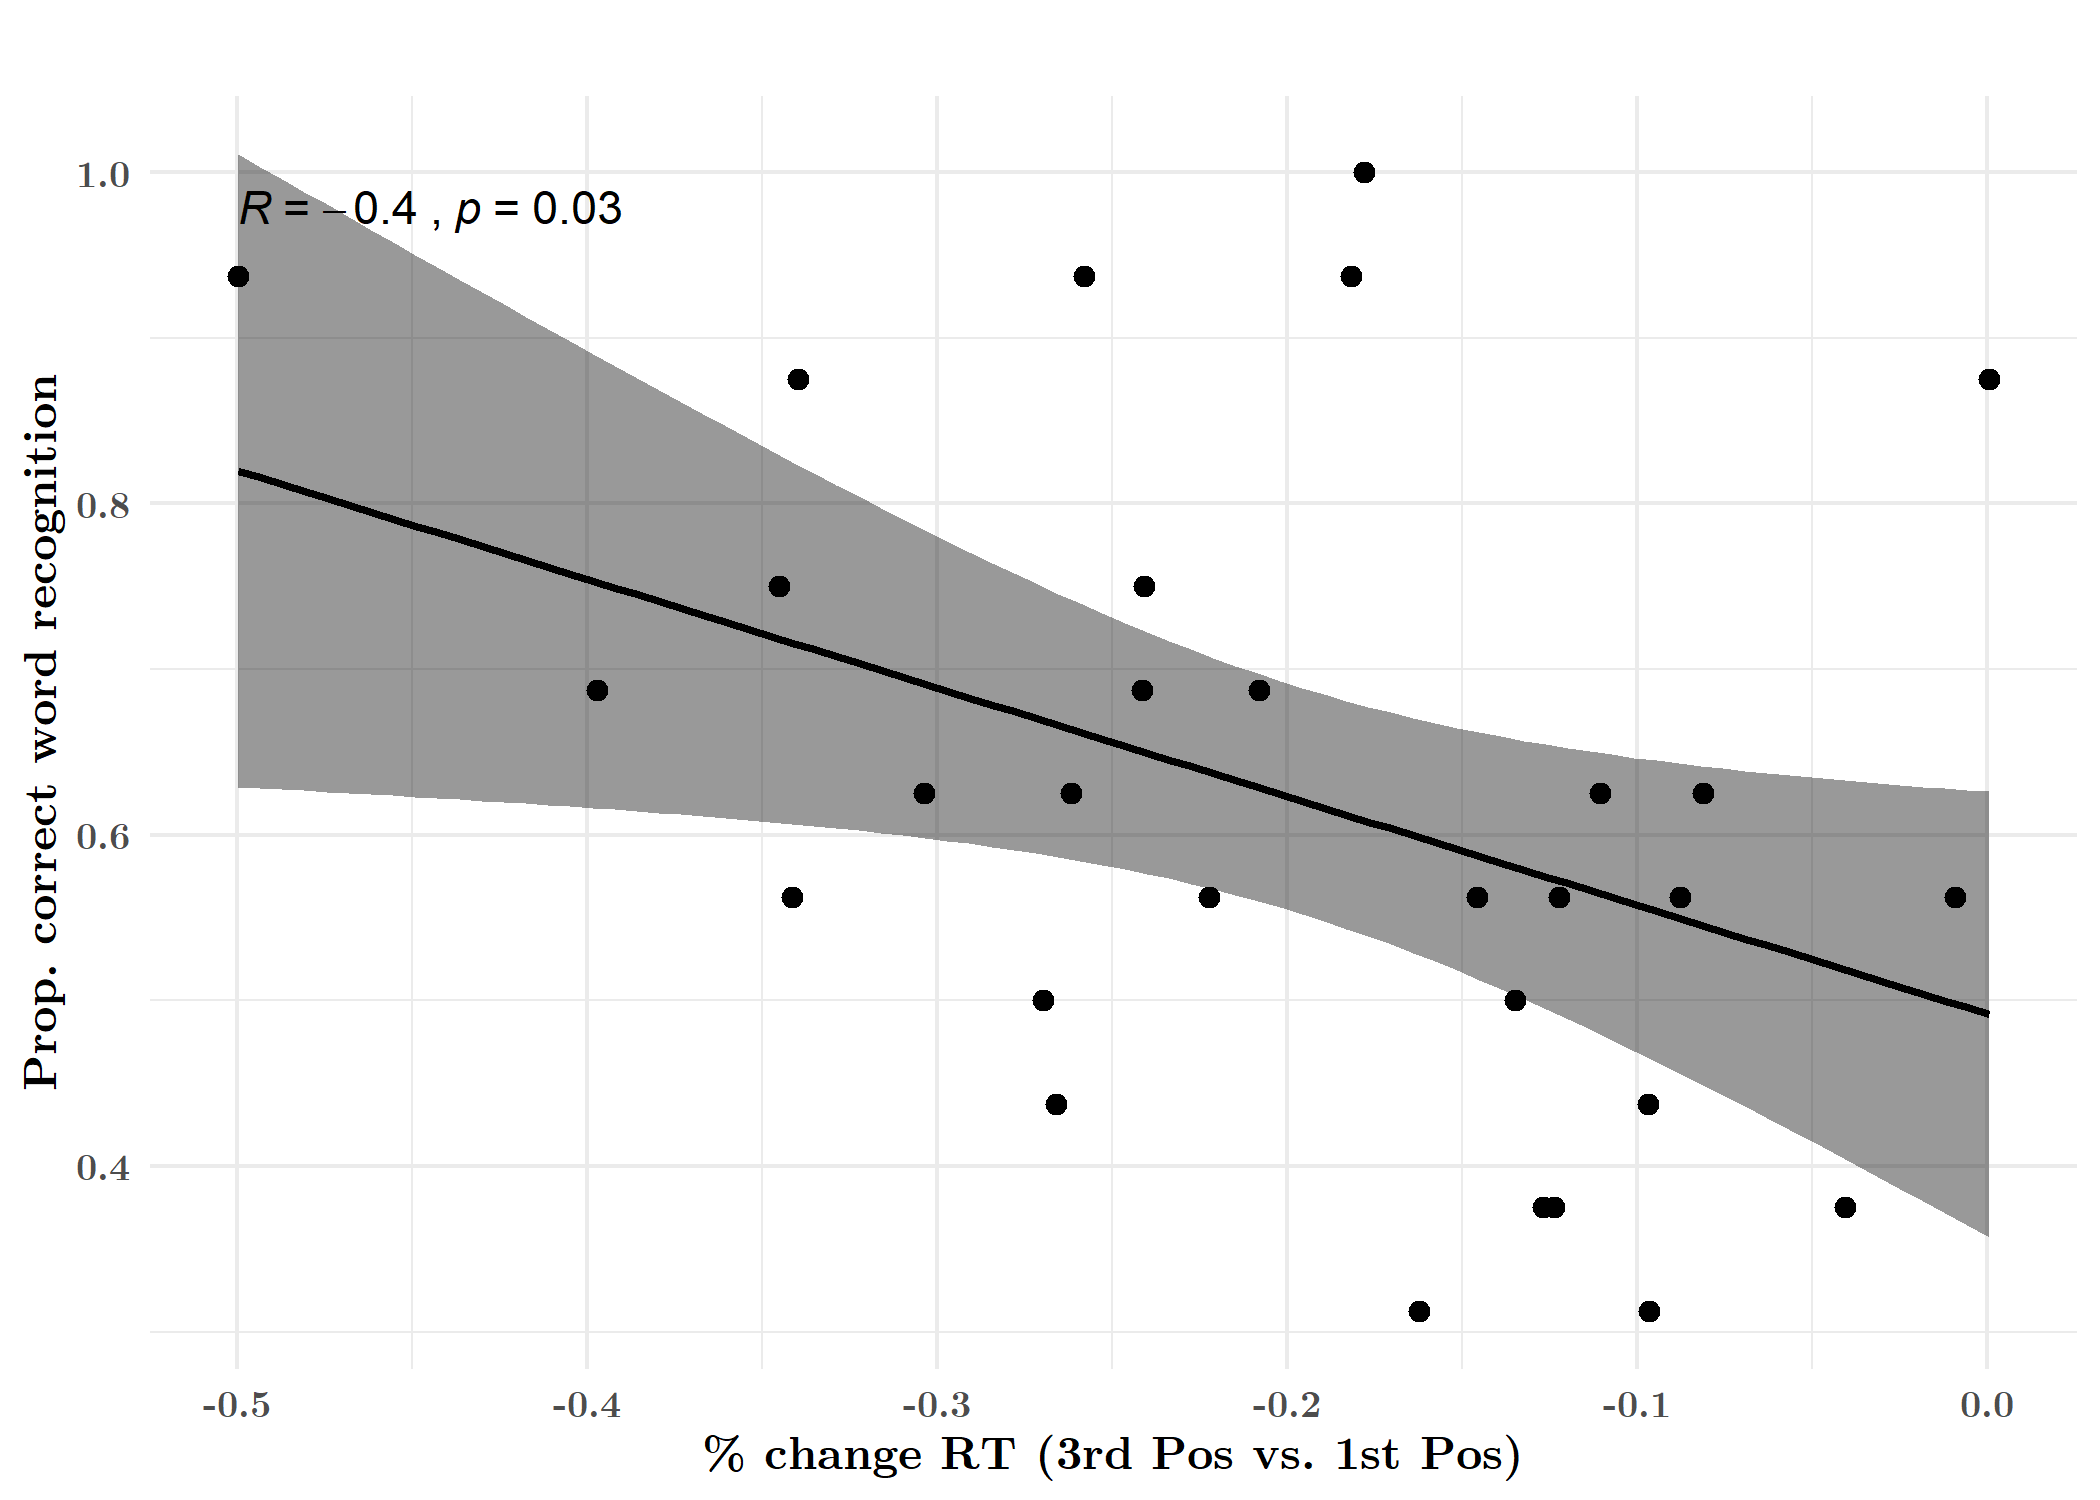 R = −0.4 , p = 0.03
Prop. correct word recognition
1.0
0.8
0.6
0.4
-0.5 -0.4 -0.3 -0.2 -0.1 0.0
% change RT (3rd Pos vs. 1st Pos)